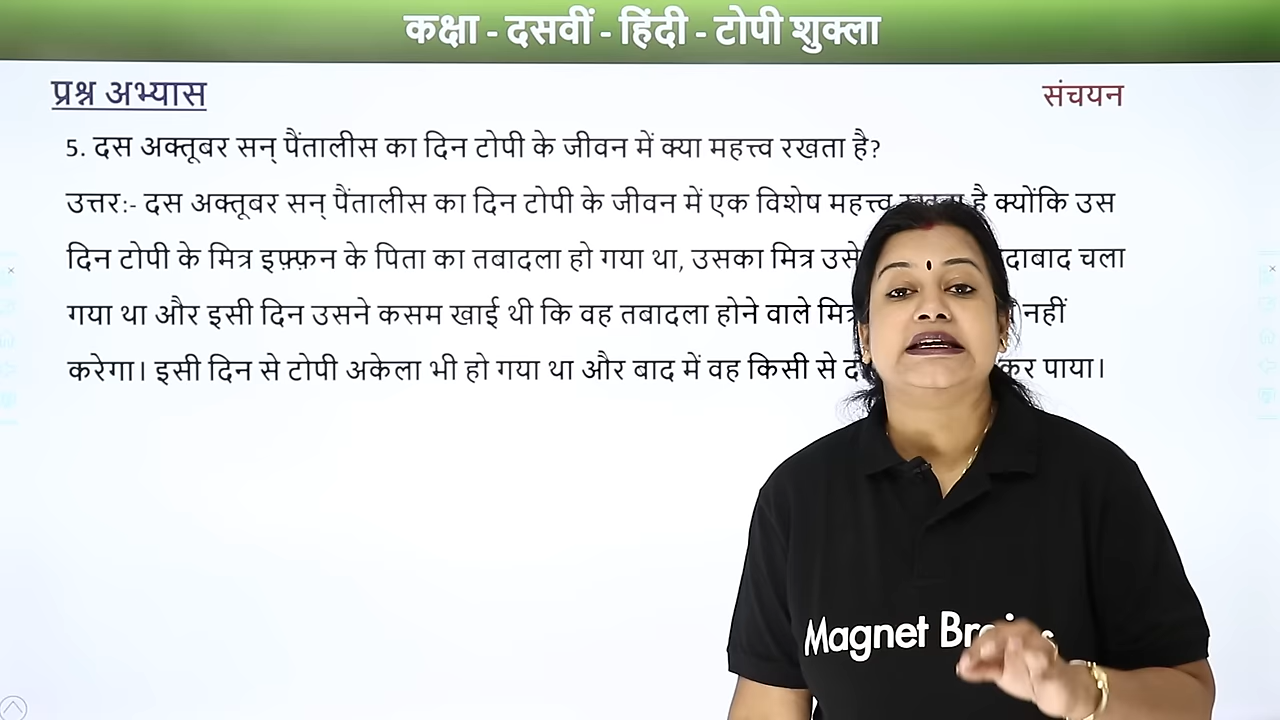 कक्षा - दसवीं - हिंदी - टोपी शुक्ला
प्रश्न अभ्यास
संचयन
5. दस अक्तूबर सन् पैंतालीस का दिन टोपी के जीवन में क्या महत्त्व रखता है?
उत्तरः- दस अक्तूबर सन् पैंतालीस का दिन टोपी के जीवन में एक विशेष महत्त्व है क्योंकि उस
दिन टोपी के मित्र इफ़्फ़न के पिता का तबादला हो गया था, उसका मित्र उसे चला
गया था और इसी दिन उसने कसम खाई थी कि वह तबादला होने वाले नहीं
करेगा। इसी दिन से टोपी अकेला भी हो गया था और बाद में वह किसी से कर पाया।
Magnet